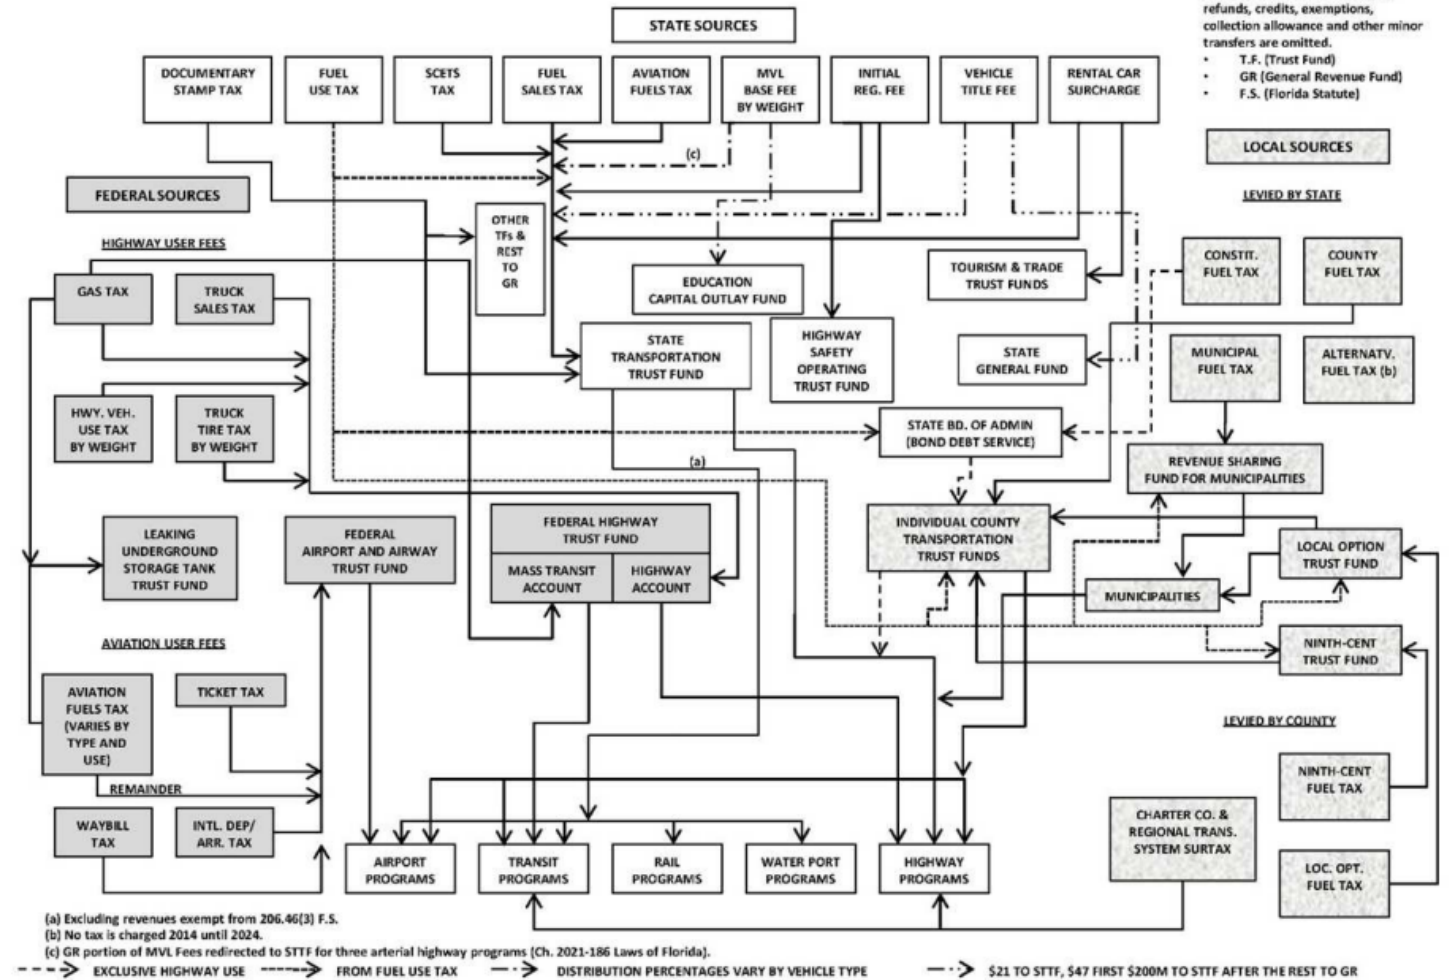 refunds, credits, exemptions,
collection allowance and other minor
transfers are omitted.
• T.F. (Trust Fund)
• GR (General Revenue Fund)
• F.S. (Florida Statute)
STATE SOURCES
DOCUMENTARY
STAMP TAX
FUEL
USE TAX
SCETS
TAX
FUEL
SALES TAX
AVIATION
FUELS TAX
MVL
BASE FEE
BY WEIGHT
INITIAL
REG. FEE
VEHICLE
TITLE FEE
RENTAL CAR
SURCHARGE
LOCAL SOURCES
(c)
FEDERAL SOURCES
LEVIED BY STATE
OTHER
TFs &
REST
TO
GR
HIGHWAY USER FEES
GAS TAX
TRUCK
SALES TAX
EDUCATION
CAPITAL OUTLAY FUND
TOURISM & TRADE
TRUST FUNDS
CONSTIT.
FUEL TAX
COUNTY
FUEL TAX
STATE
TRANSPORTATION
TRUST FUND
HIGHWAY
SAFETY
OPERATING
TRUST FUND
STATE
GENERAL FUND
MUNICIPAL
FUEL TAX
ALTERNATV.
FUEL TAX (b)
HWY. VEH.
USE TAX
BY WEIGHT
TRUCK
TIRE TAX
BY WEIGHT
STATE BD. OF ADMIN
(BOND DEBT SERVICE)
(a)
REVENUE SHARING
FUND FOR MUNICIPALITIES
LEAKING
UNDERGROUND
STORAGE TANK
TRUST FUND
FEDERAL
AIRPORT AND AIRWAY
TRUST FUND
FEDERAL HIGHWAY
TRUST FUND
MASS TRANSIT
ACCOUNT
HIGHWAY
ACCOUNT
INDIVIDUAL COUNTY
TRANSPORTATION
TRUST FUNDS
LOCAL OPTION
TRUST FUND
MUNICIPALITIES
AVIATION USER FEES
NINTH-CENT
TRUST FUND
AVIATION
FUELS TAX
(VARIES BY
TYPE AND
USE)
TICKET TAX
LEVIED BY COUNTY
REMAINDER
NINTH-CENT
FUEL TAX
WAYBILL
TAX
INTL. DEP/
ARR. TAX
CHARTER CO. &
REGIONAL TRANS.
SYSTEM SURTAX
AIRPORT
PROGRAMS
TRANSIT
PROGRAMS
RAIL
PROGRAMS
WATER PORT
PROGRAMS
HIGHWAY
PROGRAMS
LOC. OPT.
FUEL TAX
(a) Excluding revenues exempt from 206.46(3) F.S.
(b) No tax is charged 2014 until 2024.
(c) GR portion of MVL Fees redirected to STTF for three arterial highway programs (Ch. 2021-186 Laws of Florida).
EXCLUSIVE HIGHWAY USE FROM FUEL USE TAX DISTRIBUTION PERCENTAGES VARY BY VEHICLE TYPE $21 TO STTF, $47 FIRST $200M TO STTF AFTER THE REST TO GR